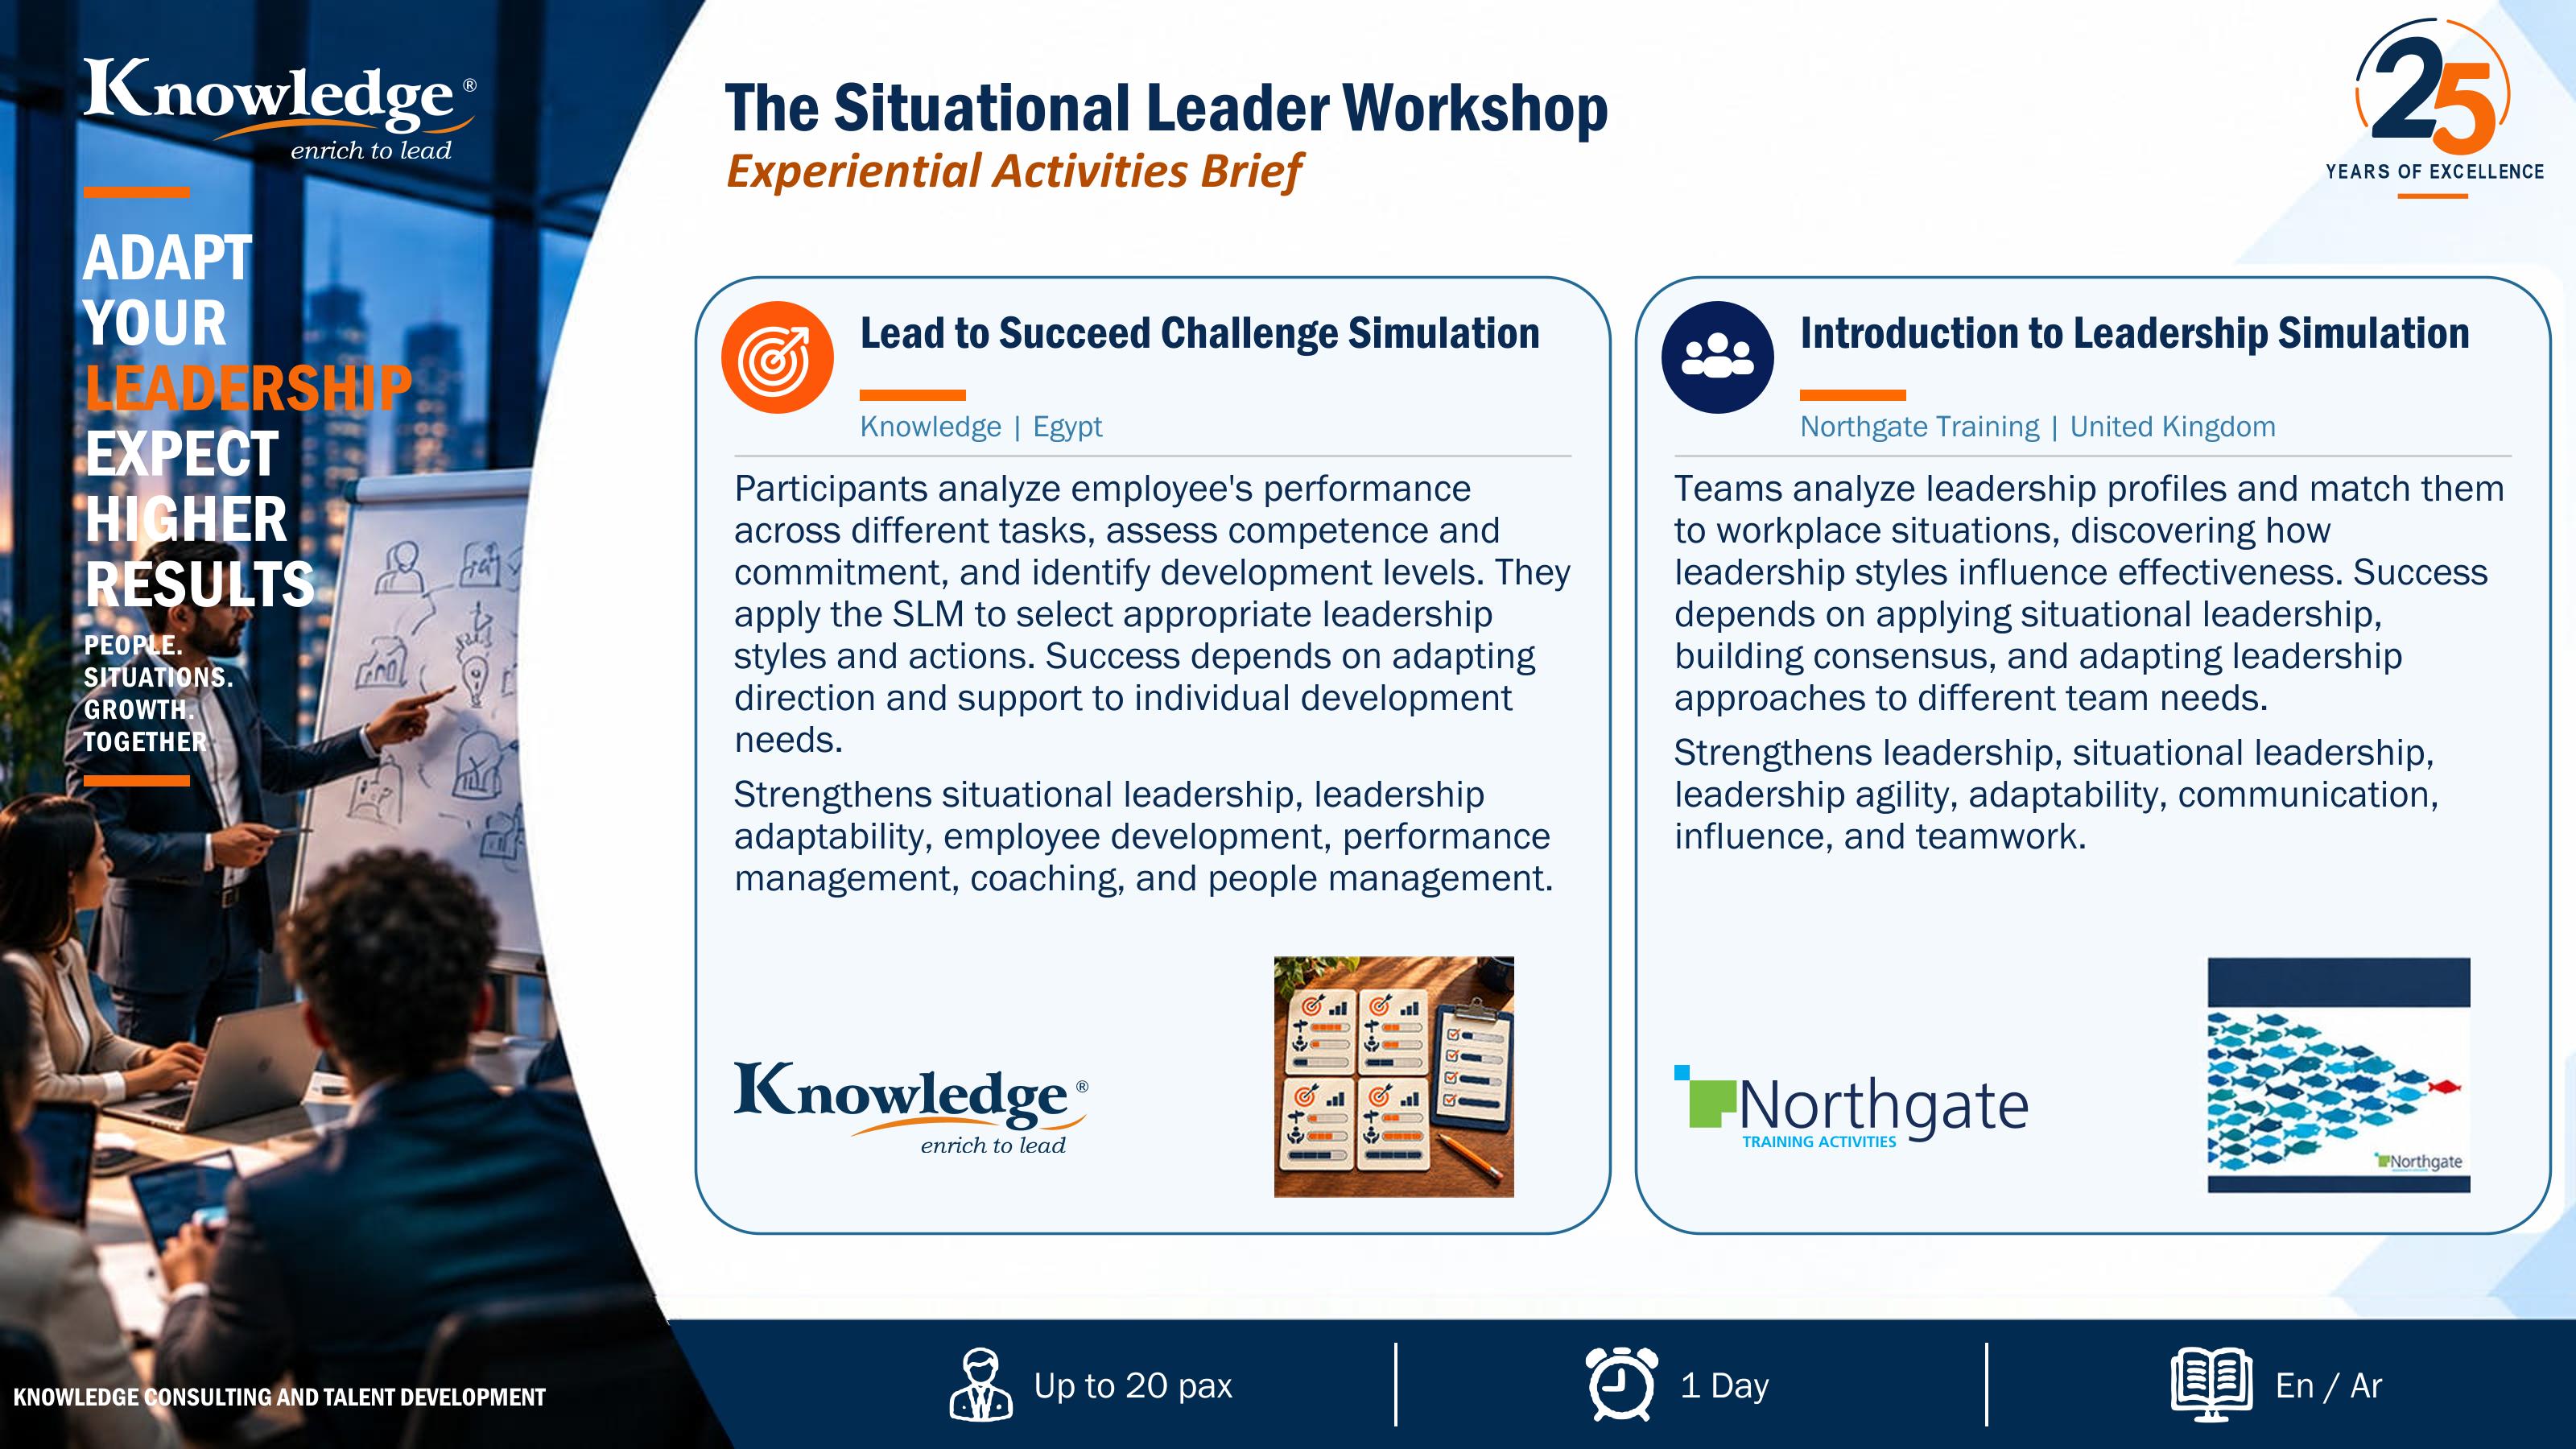 Knowledge®
enrich to lead
ADAPT
YOUR
LEADERSHIP
EXPECT
HIGHER
RESULTS
PEOPLE.
SITUATIONS.
GROWTH.
TOGETHER
KNOWLEDGE CONSULTING AND TALENT DEVELOPMENT
The Situational Leader Workshop
Experiential Activities Brief
25
YEARS OF EXCELLENCE
Lead to Succeed Challenge Simulation
Knowledge | Egypt
Participants analyze employee's performance
across different tasks, assess competence and
commitment, and identify development levels. They
apply the SLM to select appropriate leadership
styles and actions. Success depends on adapting
direction and support to individual development
needs.
Strengthens situational leadership, leadership
adaptability, employee development, performance
management, coaching, and people management.
Knowledge®
enrich to lead
Introduction to Leadership Simulation
Northgate Training | United Kingdom
Teams analyze leadership profiles and match them
to workplace situations, discovering how
leadership styles influence effectiveness. Success
depends on applying situational leadership,
building consensus, and adapting leadership
approaches to different team needs.
Strengthens leadership, situational leadership,
leadership agility, adaptability, communication,
influence, and teamwork.
Northgate
TRAINING ACTIVITIES
Northgate
Up to 20 pax
1 Day
En / Ar